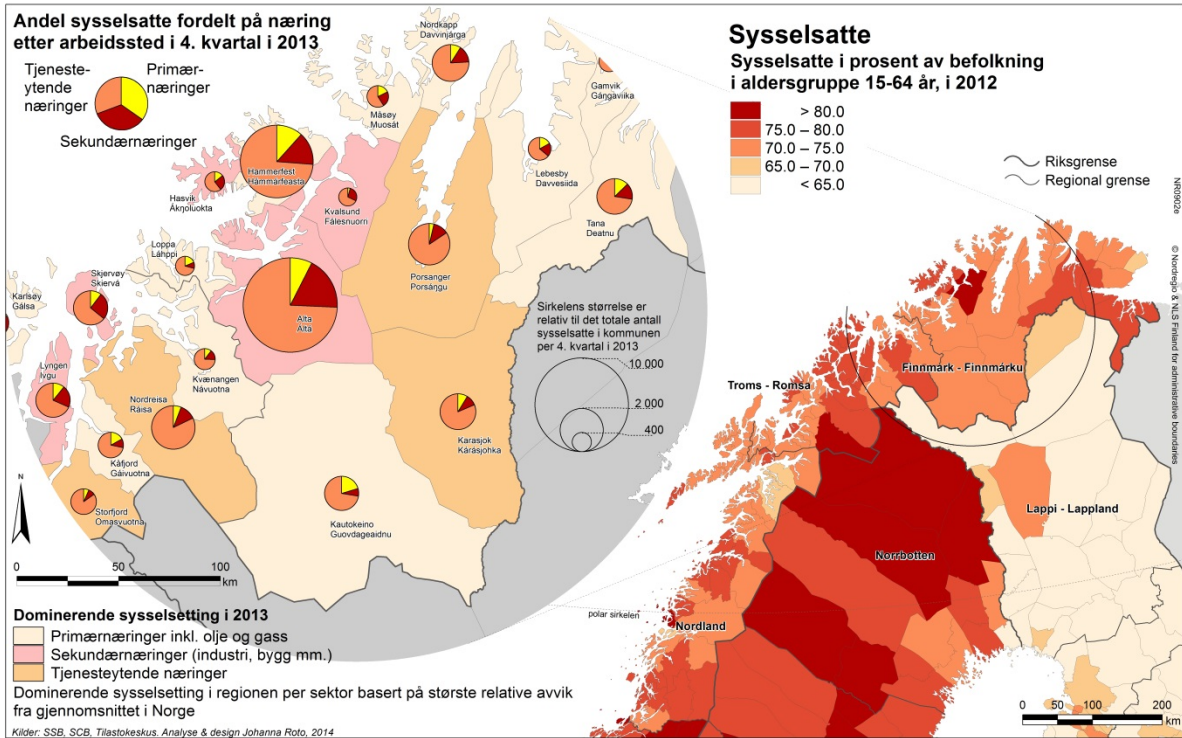 Andel sysselsatte fordelt på næring
etter arbeidssted i 4. kvartal i 2013
Tjeneste-
ytende
næringer
Primær-
næringer
Sekundærnæringer
Nordkapp
Davvinjárga
Gamvik
Gáŋgaviika
Måsøy
Muosát
Hammerfest
Hámmárfeasta
Lebesby
Davvesiida
Hasvik
Ákŋoluokta
Kvalsund
Fálesnuorri
Tana
Deatnu
Loppa
Láhppi
Porsanger
Porsáŋgu
Skjervøy
Skiervá
Karlsøy
Gálsa
Alta
Álta
Kvænangen
Návuotna
Lyngen
Ivgu
Nordreisa
Ráisa
Karasjok
Kárášjohka
Kåfjord
Gáivuotna
Storfjord
Omasvuotna
Kautokeino
Guovdageaidnu
Sirkelens størrelse er
relativ til det totale antall
sysselsatte i kommunen
per 4. kvartal i 2013
10 000
2 000
400
N
0 50 100
km
Dominerende sysselsetting i 2013
Primærnæringer inkl. olje og gass
Sekundærnæringer (industri, bygg mm.)
Tjenesteytende næringer
Dominerende sysselsetting i regionen per sektor basert på største relative avvik
fra gjennomsnittet i Norge
Kilder: SSB, SCB, Tilastokeskus. Analyse & design Johanna Roto, 2014
Sysselsatte
Sysselsatte i prosent av befolkning
i aldersgruppe 15-64 år, i 2012
> 80.0
75.0 – 80.0
70.0 – 75.0
65.0 – 70.0
< 65.0
Riksgrense
Regional grense
NR0902e
© Nordregio & NLS Finland for administrative boundaries
Finnmark - Finnmárku
Troms - Romsa
Lappi - Lappland
Norrbotten
polar sirkelen
Nordland
0 100 200
km